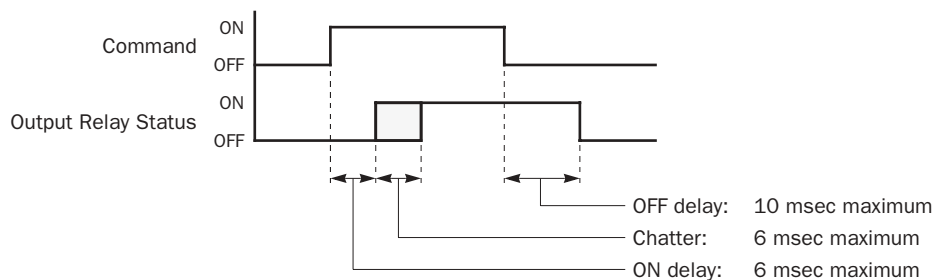 Command
ON
OFF
Output Relay Status
ON
OFF
OFF delay: 10 msec maximum
Chatter: 6 msec maximum
ON delay: 6 msec maximum